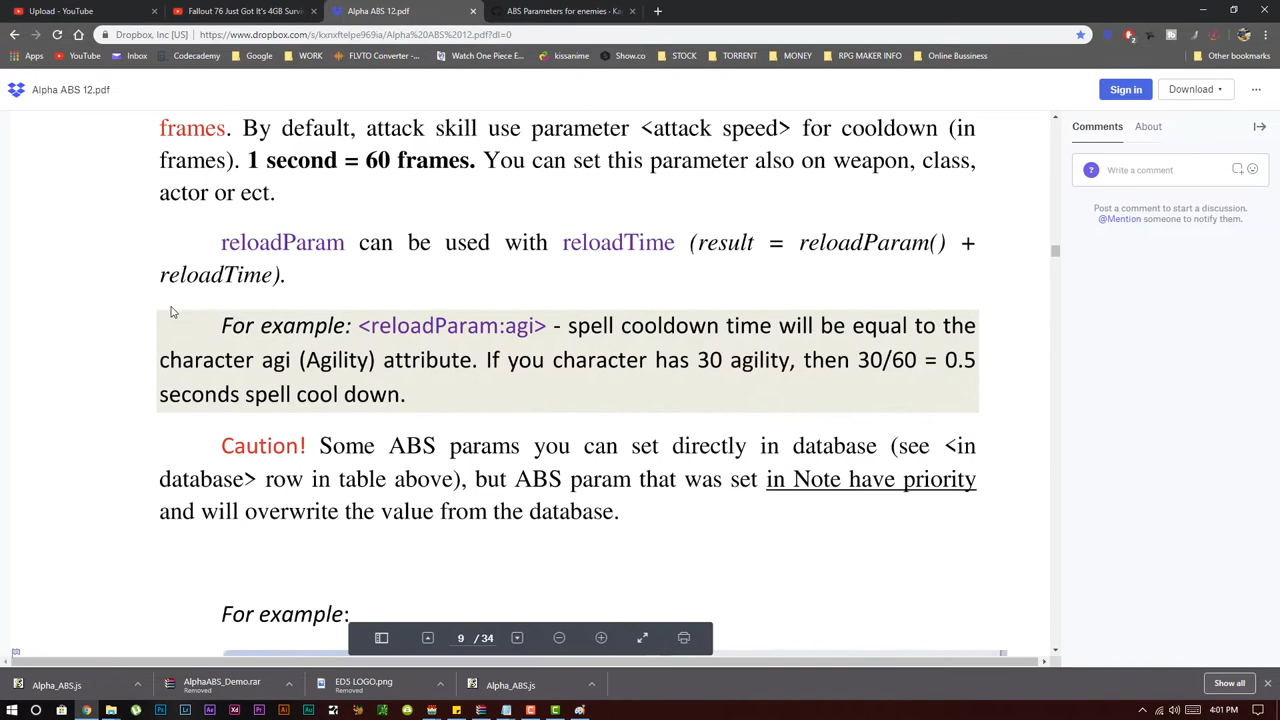 Upload - YouTube
Fallout 76 Just Got It's 4GB Surviv
Alpha ABS 12.pdf
ABS Parameters for enemies · Kag
Dropbox, Inc [US]
https://www.dropbox.com/s/kxnxftelpe969ia/Alpha%20ABS%2012.pdf?dl=0
Apps
YouTube
Inbox
Codecademy
Google
WORK
FLVTO Converter –
Watch One Piece E
kissanime
Show.co
STOCK
TORRENT
MONEY
RPG MAKER INFO
Online Bussiness
Other bookmarks
Alpha ABS 12.pdf
Sign in
Download
frames. By default, attack skill use parameter <attack speed> for cooldown (in
frames). 1 second = 60 frames. You can set this parameter also on weapon, class,
actor or ect.
reloadParam can be used with reloadTime (result = reloadParam() +
reloadTime).
For example: <reloadParam:agi> - spell cooldown time will be equal to the
character agi (Agility) attribute. If you character has 30 agility, then 30/60 = 0.5
seconds spell cool down.
Caution! Some ABS params you can set directly in database (see <in
database> row in table above), but ABS param that was set in Note have priority
and will overwrite the value from the database.
For example:
9 / 34
Comments
About
?
Write a comment
Post a comment to start a discussion.
@Mention someone to notify them.
Alpha_ABS.js
AlphaABS_Demo.rar
Removed
ED5 LOGO.png
Removed
Alpha_ABS.js
Show all
4:01 PM